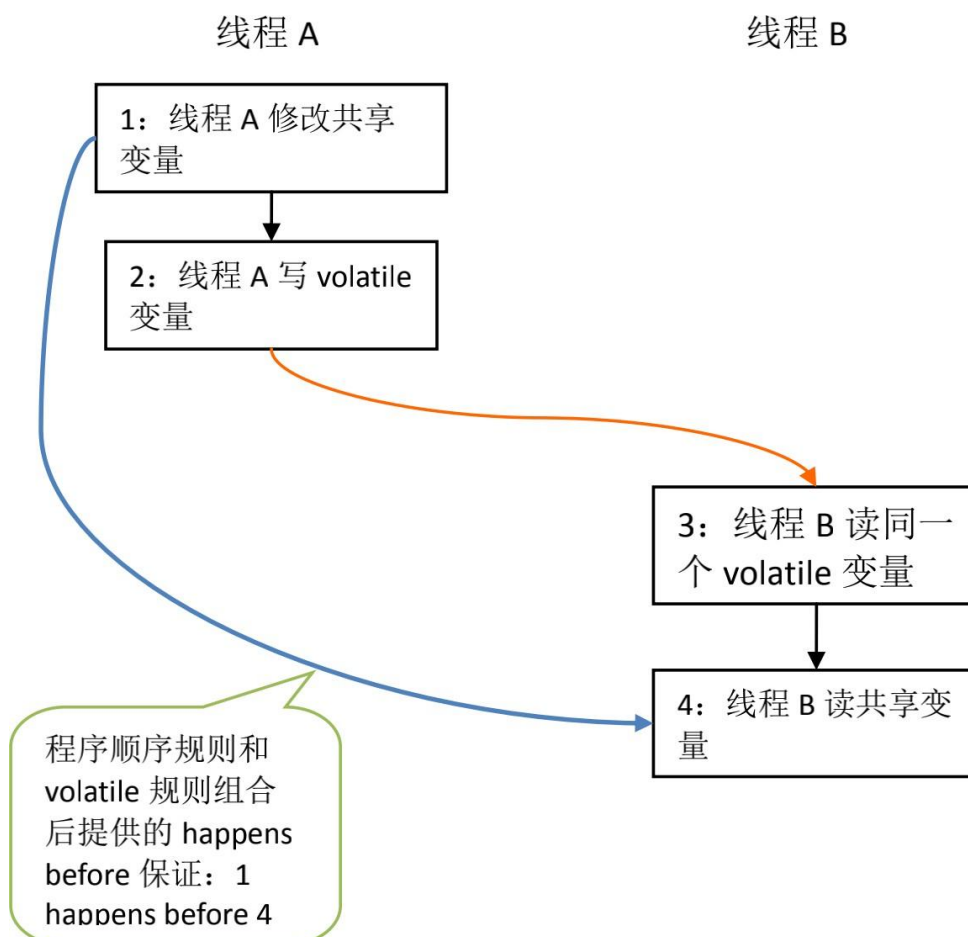 线程 A
线程 B
1：线程 A 修改共享
变量
2：线程 A 写 volatile
变量
3：线程 B 读同一
个 volatile 变量
4：线程 B 读共享变
量
程序顺序规则和
volatile 规则组合
后提供的 happens
before 保证：1
happens before 4